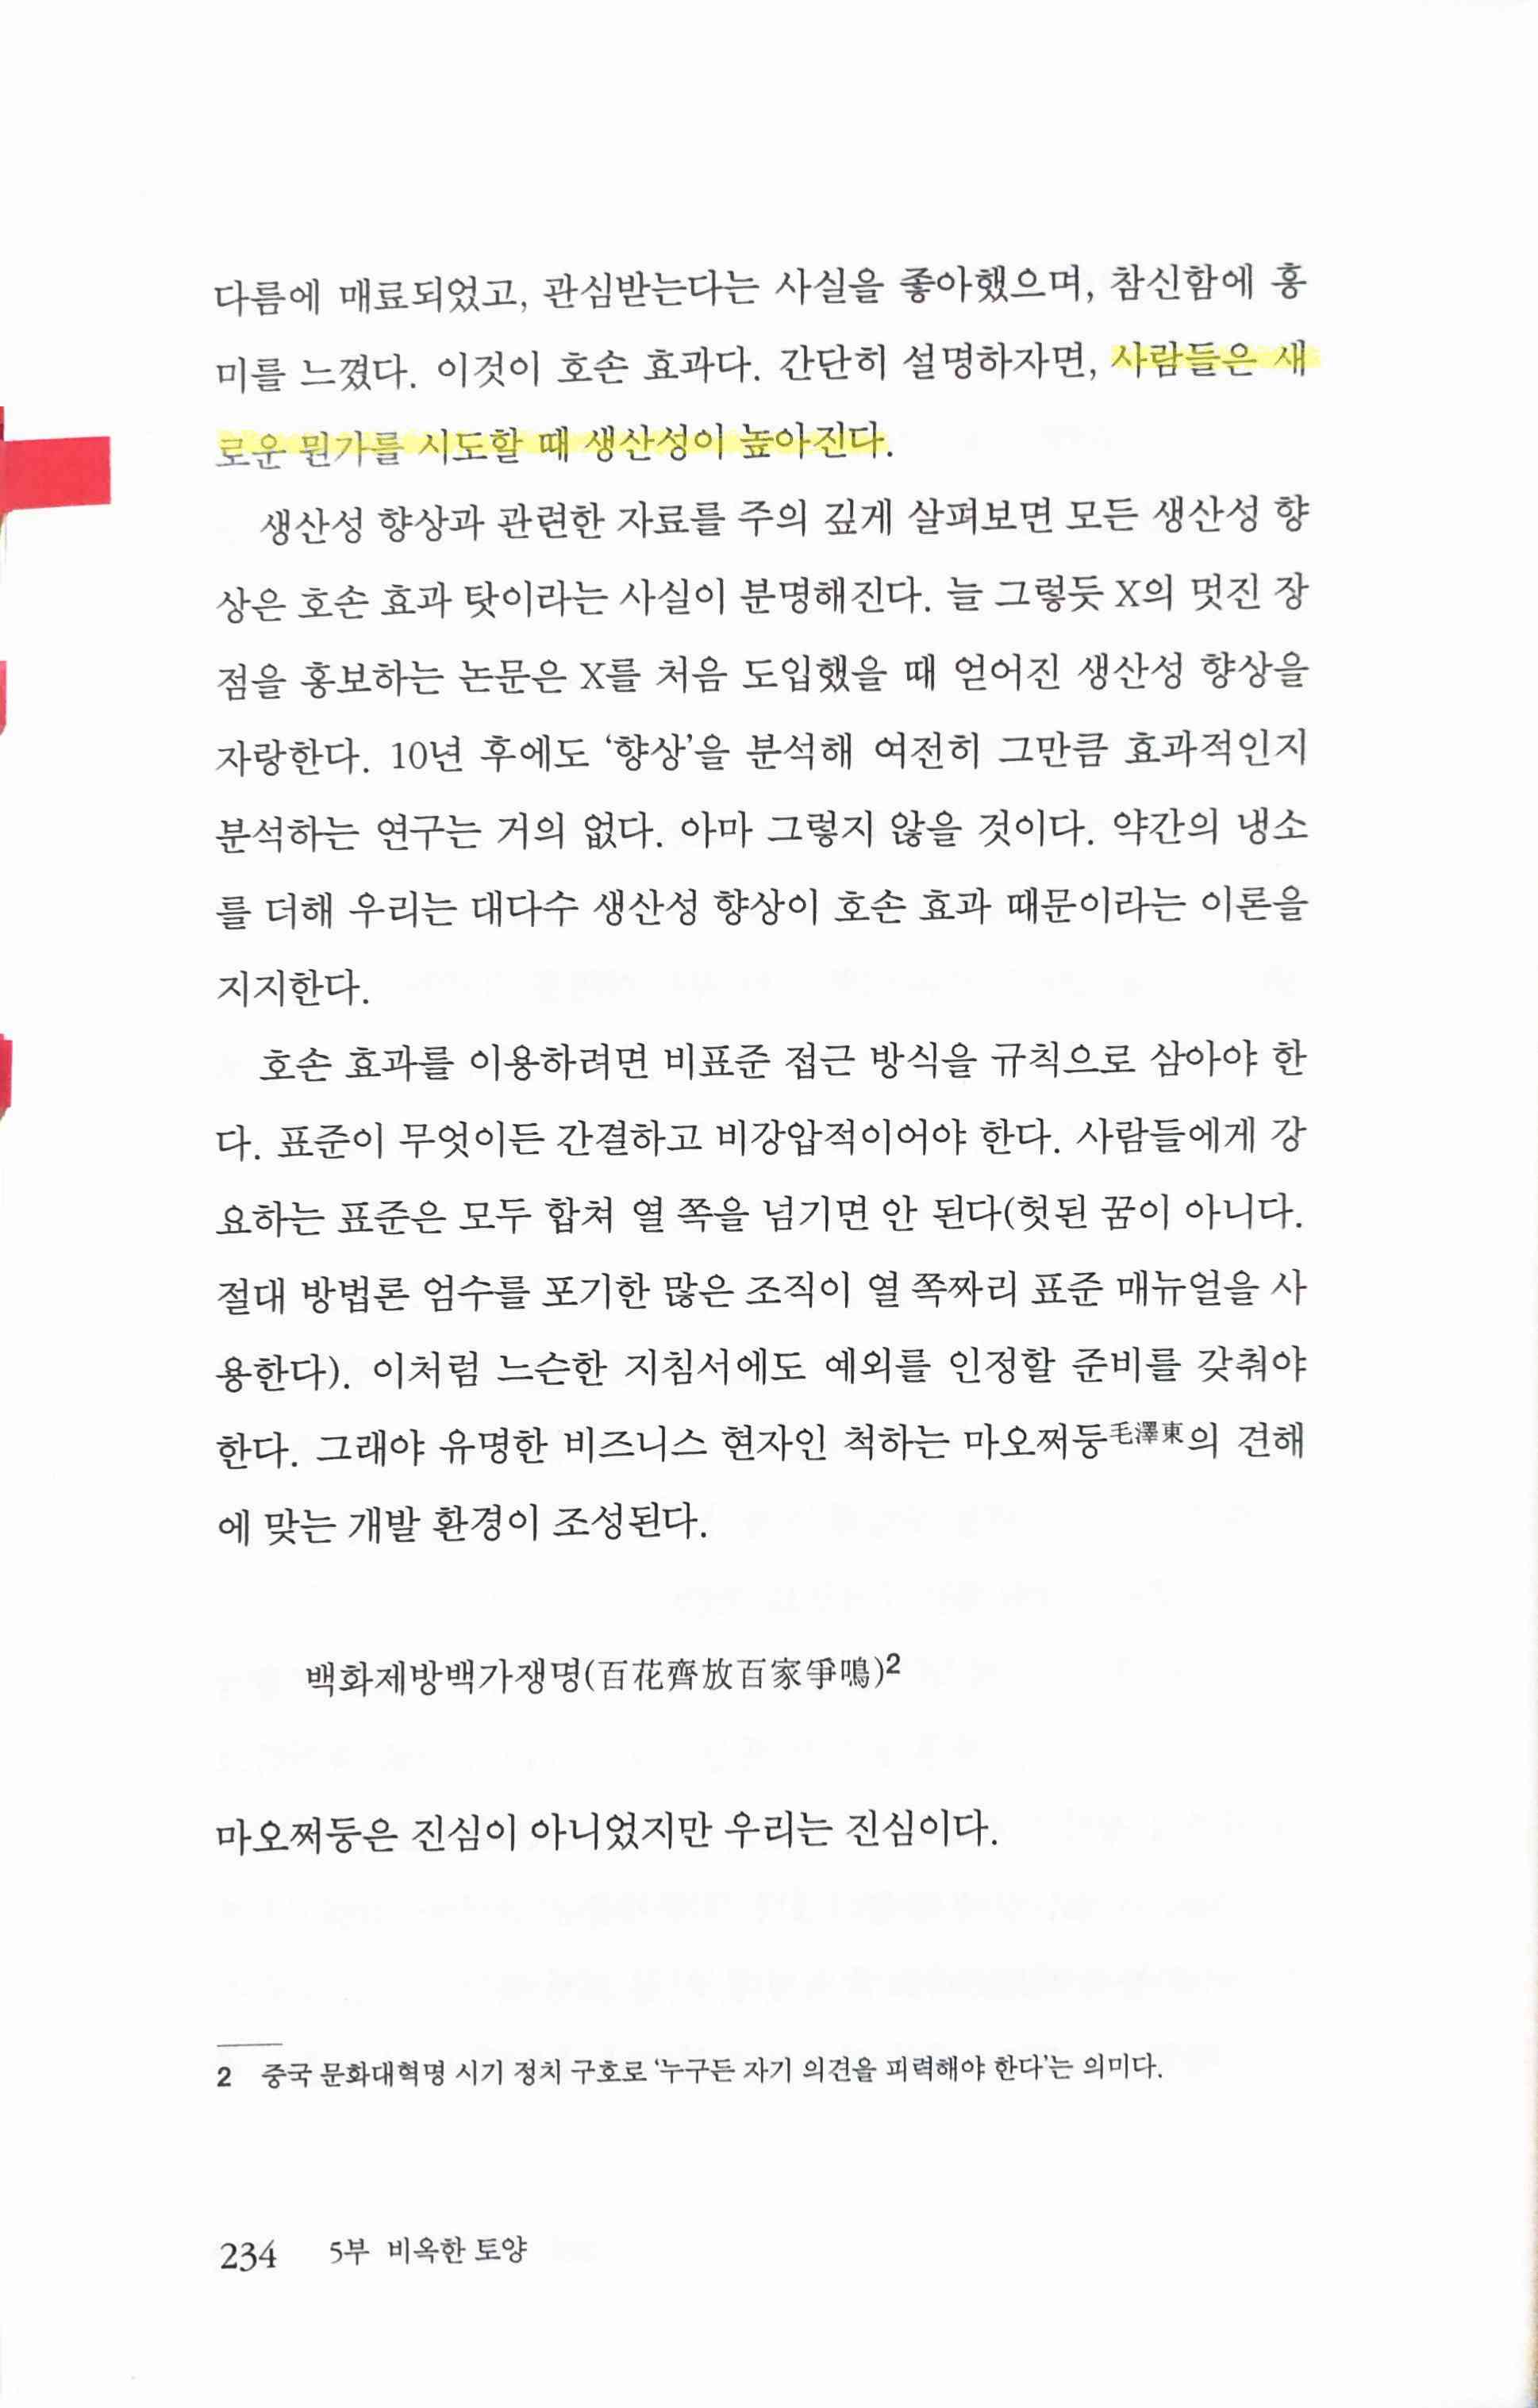 다름에 매료되었고, 관심받는다는 사실을 좋아했으며, 참신함에 흥
미를 느꼈다. 이것이 호손 효과다. 간단히 설명하자면, 사람들은 새
로운 뭔가를 시도할 때 생산성이 높아진다.
생산성 향상과 관련한 자료를 주의 깊게 살펴보면 모든 생산성 향
상은 호손 효과 탓이라는 사실이 분명해진다. 늘 그렇듯 X의 멋진 장
점을 홍보하는 논문은 X를 처음 도입했을 때 얻어진 생산성 향상을
자랑한다. 10년 후에도 ‘향상’을 분석해 여전히 그만큼 효과적인지
분석하는 연구는 거의 없다. 아마 그렇지 않을 것이다. 약간의 냉소
를 더해 우리는 대다수 생산성 향상이 호손 효과 때문이라는 이론을
지지한다.
호손 효과를 이용하려면 비표준 접근 방식을 규칙으로 삼아야 한
다. 표준이 무엇이든 간결하고 비강압적이어야 한다. 사람들에게 강
요하는 표준은 모두 합쳐 열 쪽을 넘기면 안 된다(헛된 꿈이 아니다.
절대 방법론 엄수를 포기한 많은 조직이 열 쪽짜리 표준 매뉴얼을 사
용한다). 이처럼 느슨한 지침서에도 예외를 인정할 준비를 갖춰야
한다. 그래야 유명한 비즈니스 현자인 척하는 마오쩌둥毛澤東의 견해
에 맞는 개발 환경이 조성된다.
백화제방백가쟁명(百花齊放百家爭鳴)2
마오쩌둥은 진심이 아니었지만 우리는 진심이다.
2 중국 문화대혁명 시기 정치 구호로 ‘누구든 자기 의견을 피력해야 한다’는 의미다.
234 5부 비옥한 토양